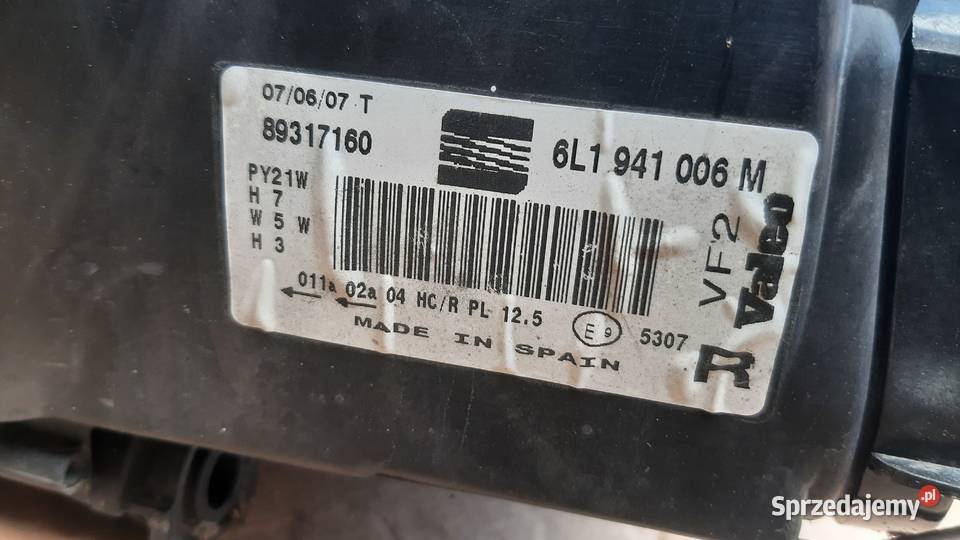 07/06/07 T
89317160
6L1 941 006 M
PY21W
H 7
W 5 W
H 3
VF2
Valeo
R
011a 02a 04 HC/R PL 12.5
E9
5307
MADE IN SPAIN
Sprzedajemy.pl